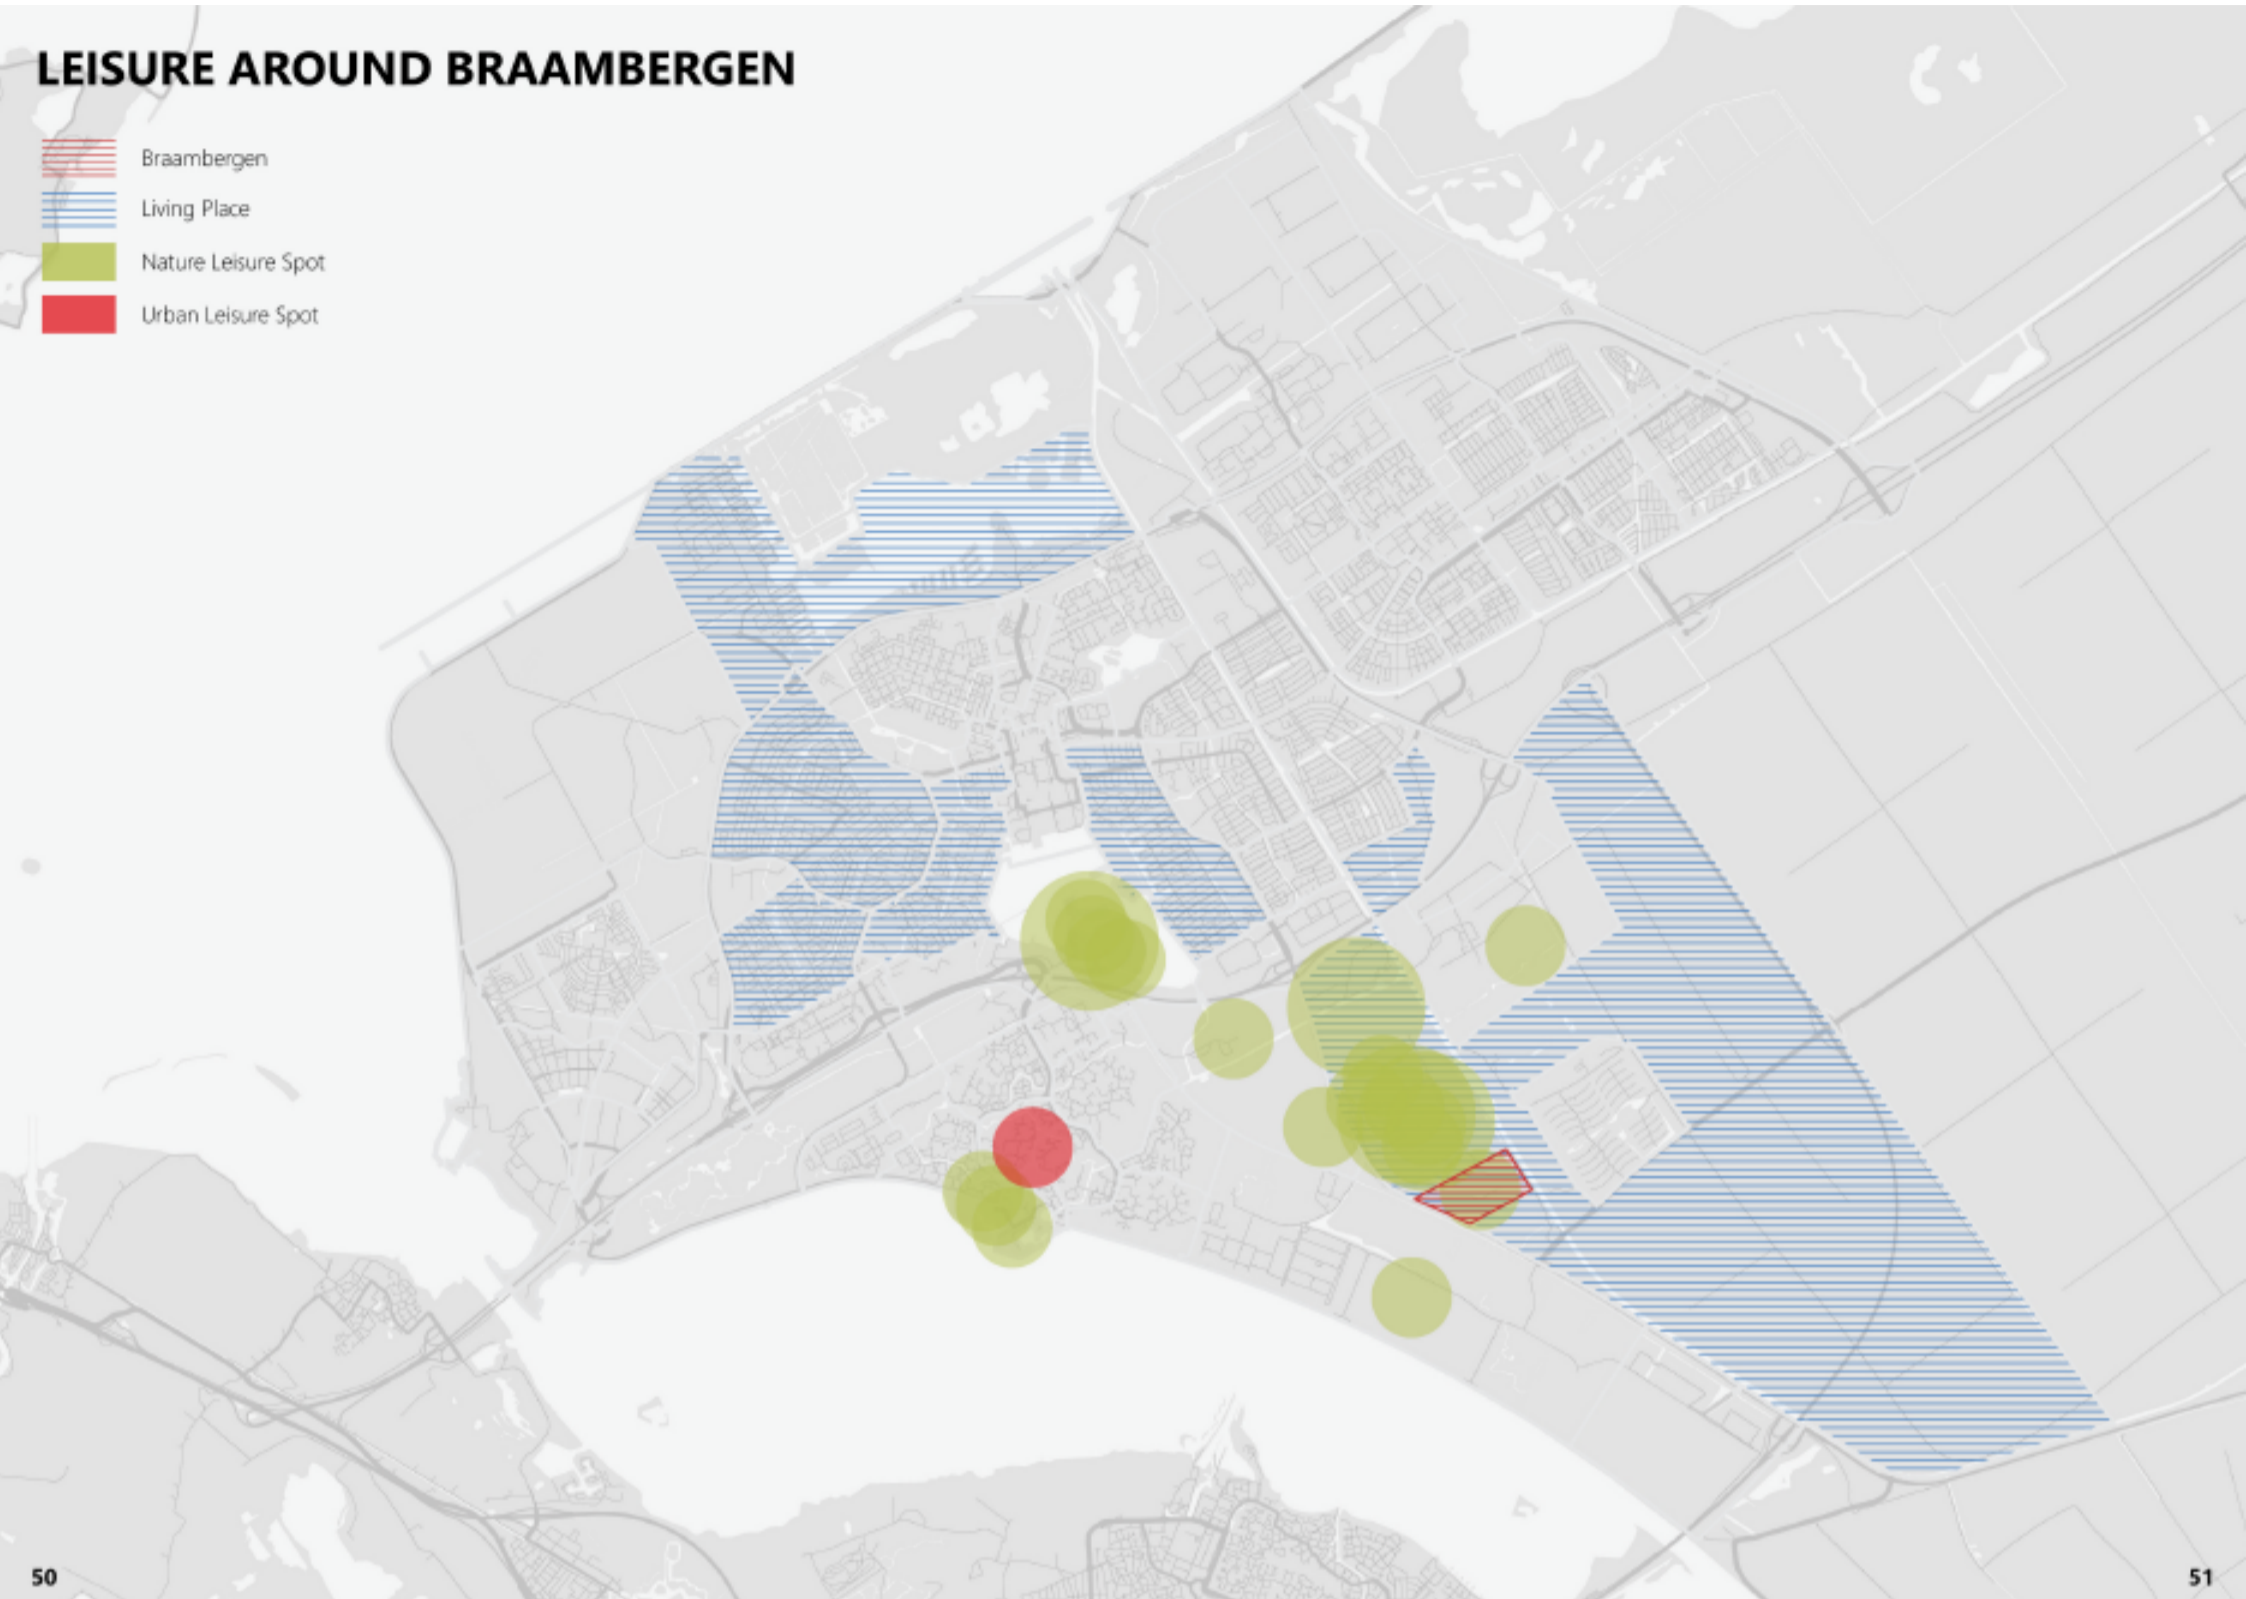 LEISURE AROUND BRAAMBERGEN
Braambergen
Living Place
Nature Leisure Spot
Urban Leisure Spot
50
51